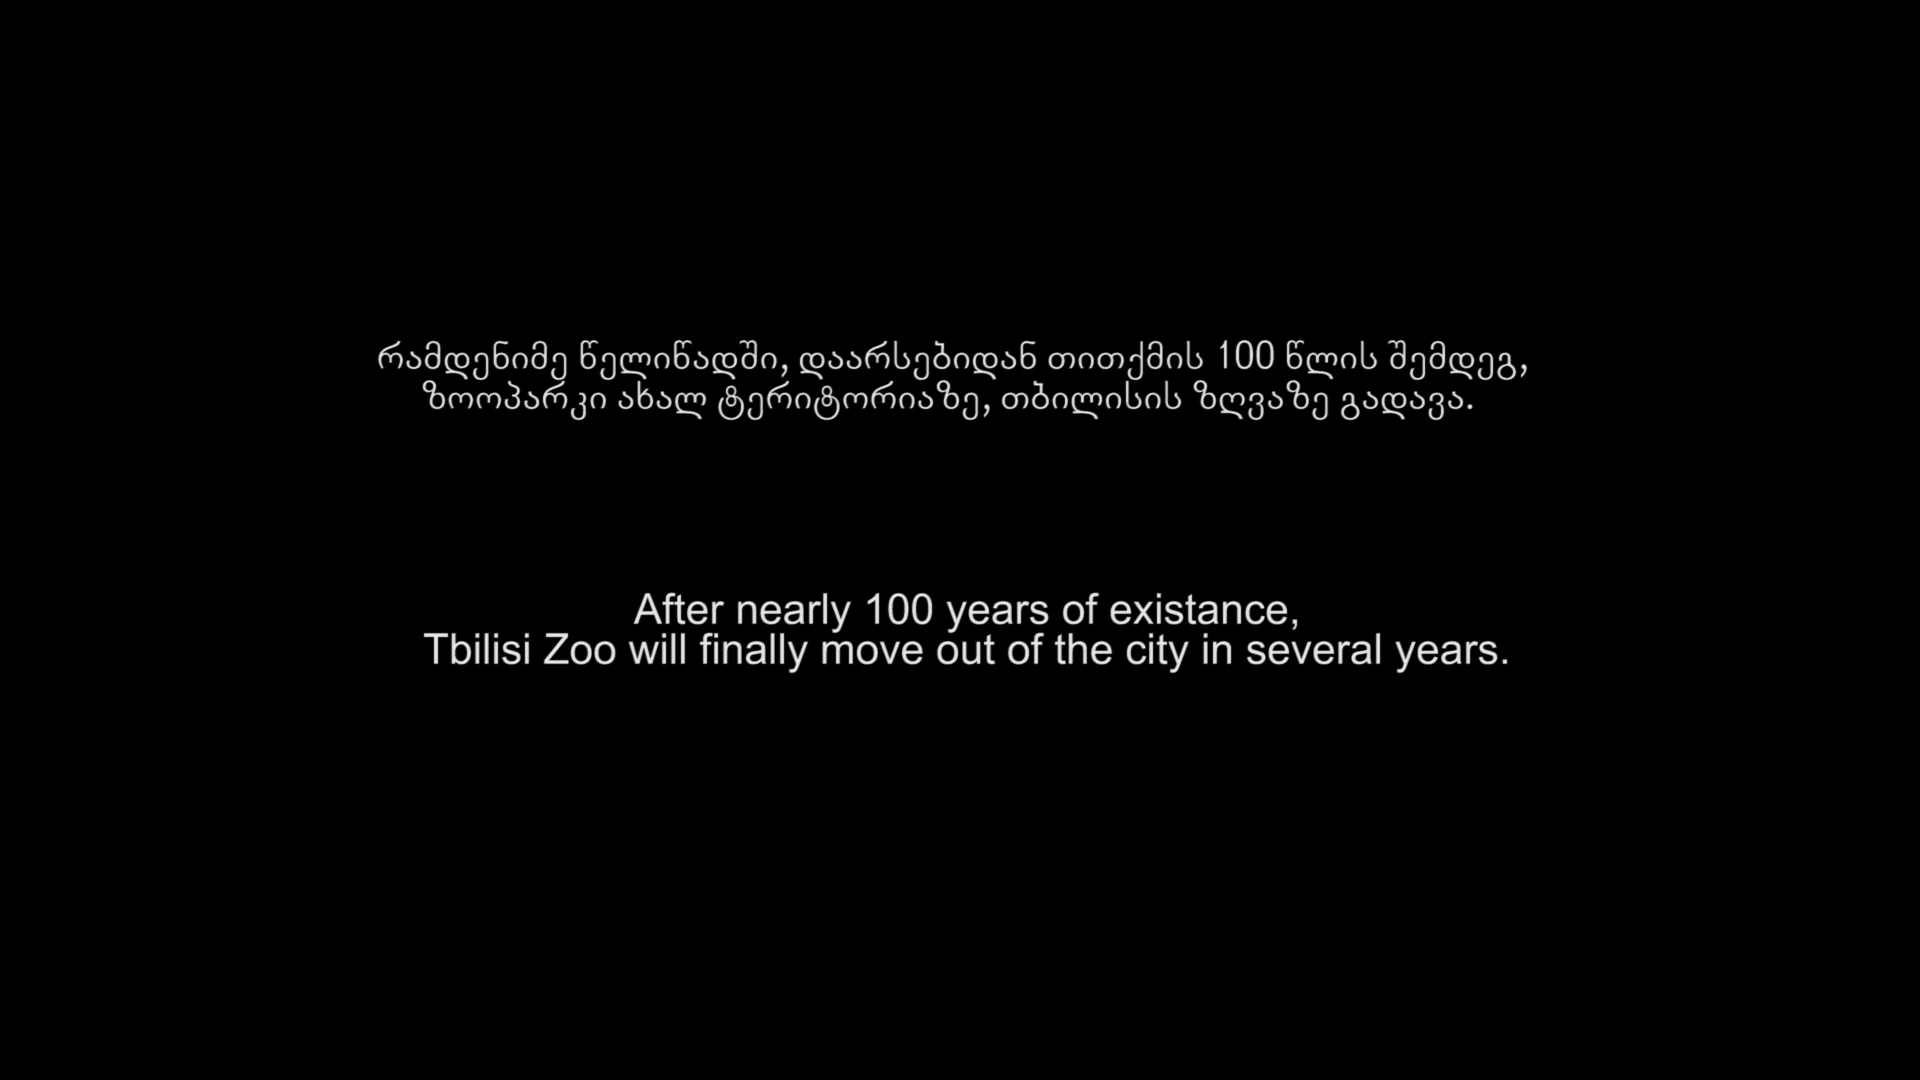 რამდენიმე წელიწადში, დაარსებიდან თითქმის 100 წლის შემდეგ,
ზოოპარკი ახალ ტერიტორიაზე, თბილისის ზღვაზე გადავა.
After nearly 100 years of existance,
Tbilisi Zoo will finally move out of the city in several years.